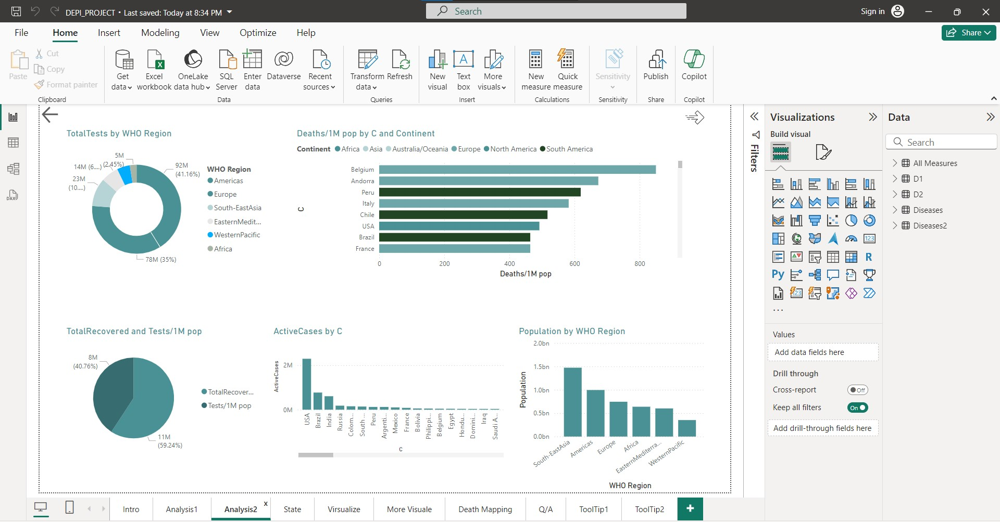 DEPI_PROJECT • Last saved: Today at 8:34 PM
Search
Sign in
File Home Insert Modeling View Optimize Help
Share
Paste
Cut
Copy
Format painter
Clipboard
Get data
Excel workbook
OneLake data hub
SQL Server
Enter data
Dataverse
Recent sources
Data
Transform data
Refresh
Queries
New visual
Text box
More visuals
Insert
New measure
Quick measure
Calculations
Sensitivity
Sensitivity
Publish
Share
Copilot
Copilot
TotalTests by WHO Region
5M
(2.45%)
14M (6....)
23M
(10....)
92M
(41.16%)
78M (35%)
WHO Region
Americas
Europe
South-EastAsia
EasternMedit...
WesternPacific
Africa
Deaths/1M pop by C and Continent
Continent Africa Asia Australia/Oceania Europe North America South America
C
Belgium
Andorra
Peru
Italy
Chile
USA
Brazil
France
0 200 400 600 800
Deaths/1M pop
TotalRecovered and Tests/1M pop
8M
(40.76%)
11M
(59.24%)
TotalRecover...
Tests/1M pop
ActiveCases by C
ActiveCases
2M
0M
USA
Brazil
India
Russia
Colom...
South ...
Peru
Argenti...
Mexico
France
Bolivia
Philippi...
Belgium
Egypt
Hondu...
Domini...
Iraq
Saudi A...
C
Population by WHO Region
Population
2.0bn
1.5bn
1.0bn
0.5bn
0.0bn
South-EastAsia
Americas
Europe
Africa
EasternMediterra...
WesternPacific
WHO Region
Filters
Visualizations
Build visual
123
R
Py
123
...
Values
Add data fields here
Drill through
Cross-report
Off
Keep all filters
On
Add drill-through fields here
Data
Search
All Measures
D1
D2
Diseases
Diseases2
DAX
Intro
Analysis1
Analysis2
x
State
Virsualize
More Visuale
Death Mapping
Q/A
ToolTip1
ToolTip2
+